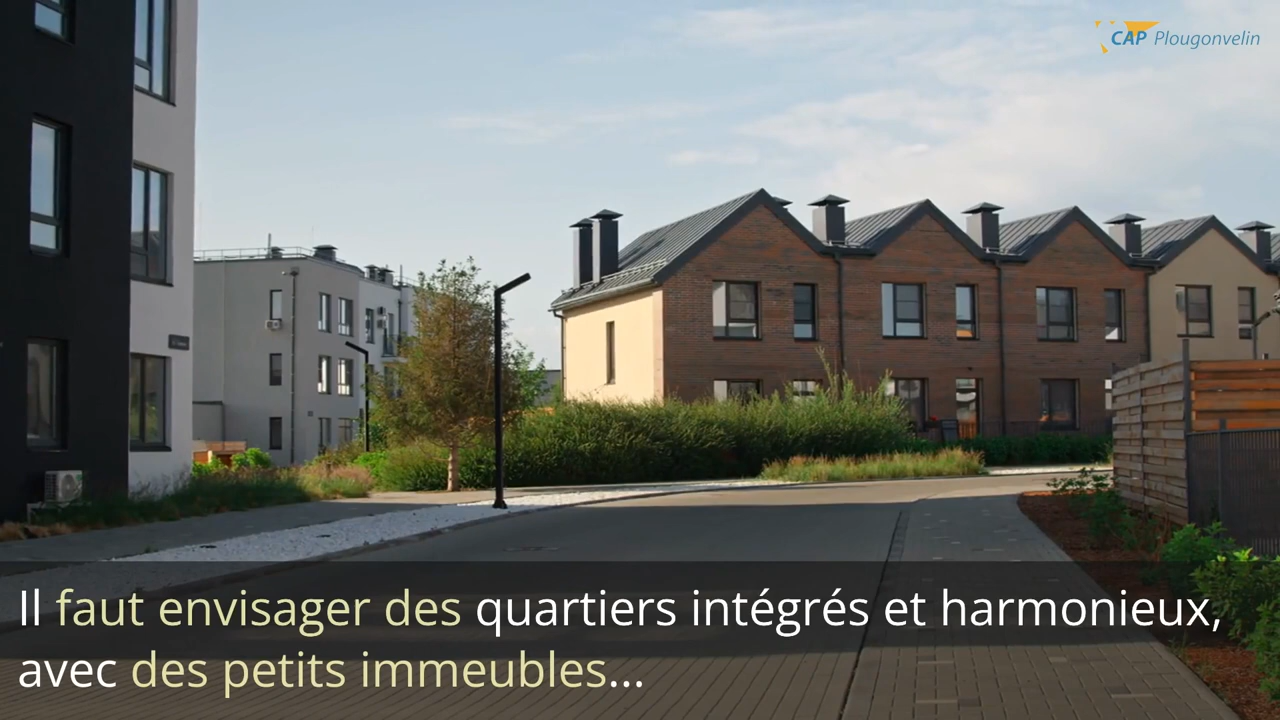 CAP Plougonvelin
Il faut envisager des quartiers intégrés et harmonieux,
avec des petits immeubles...